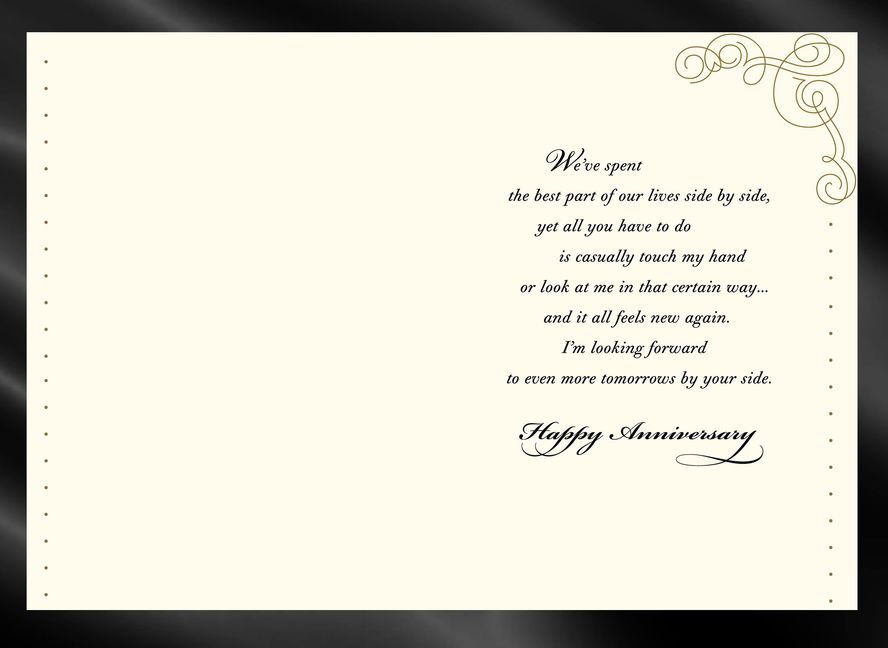 We've spent
the best part of our lives side by side,
yet all you have to do
is casually touch my hand
or look at me in that certain way...
and it all feels new again.
I'm looking forward
to even more tomorrows by your side.
Happy Anniversary